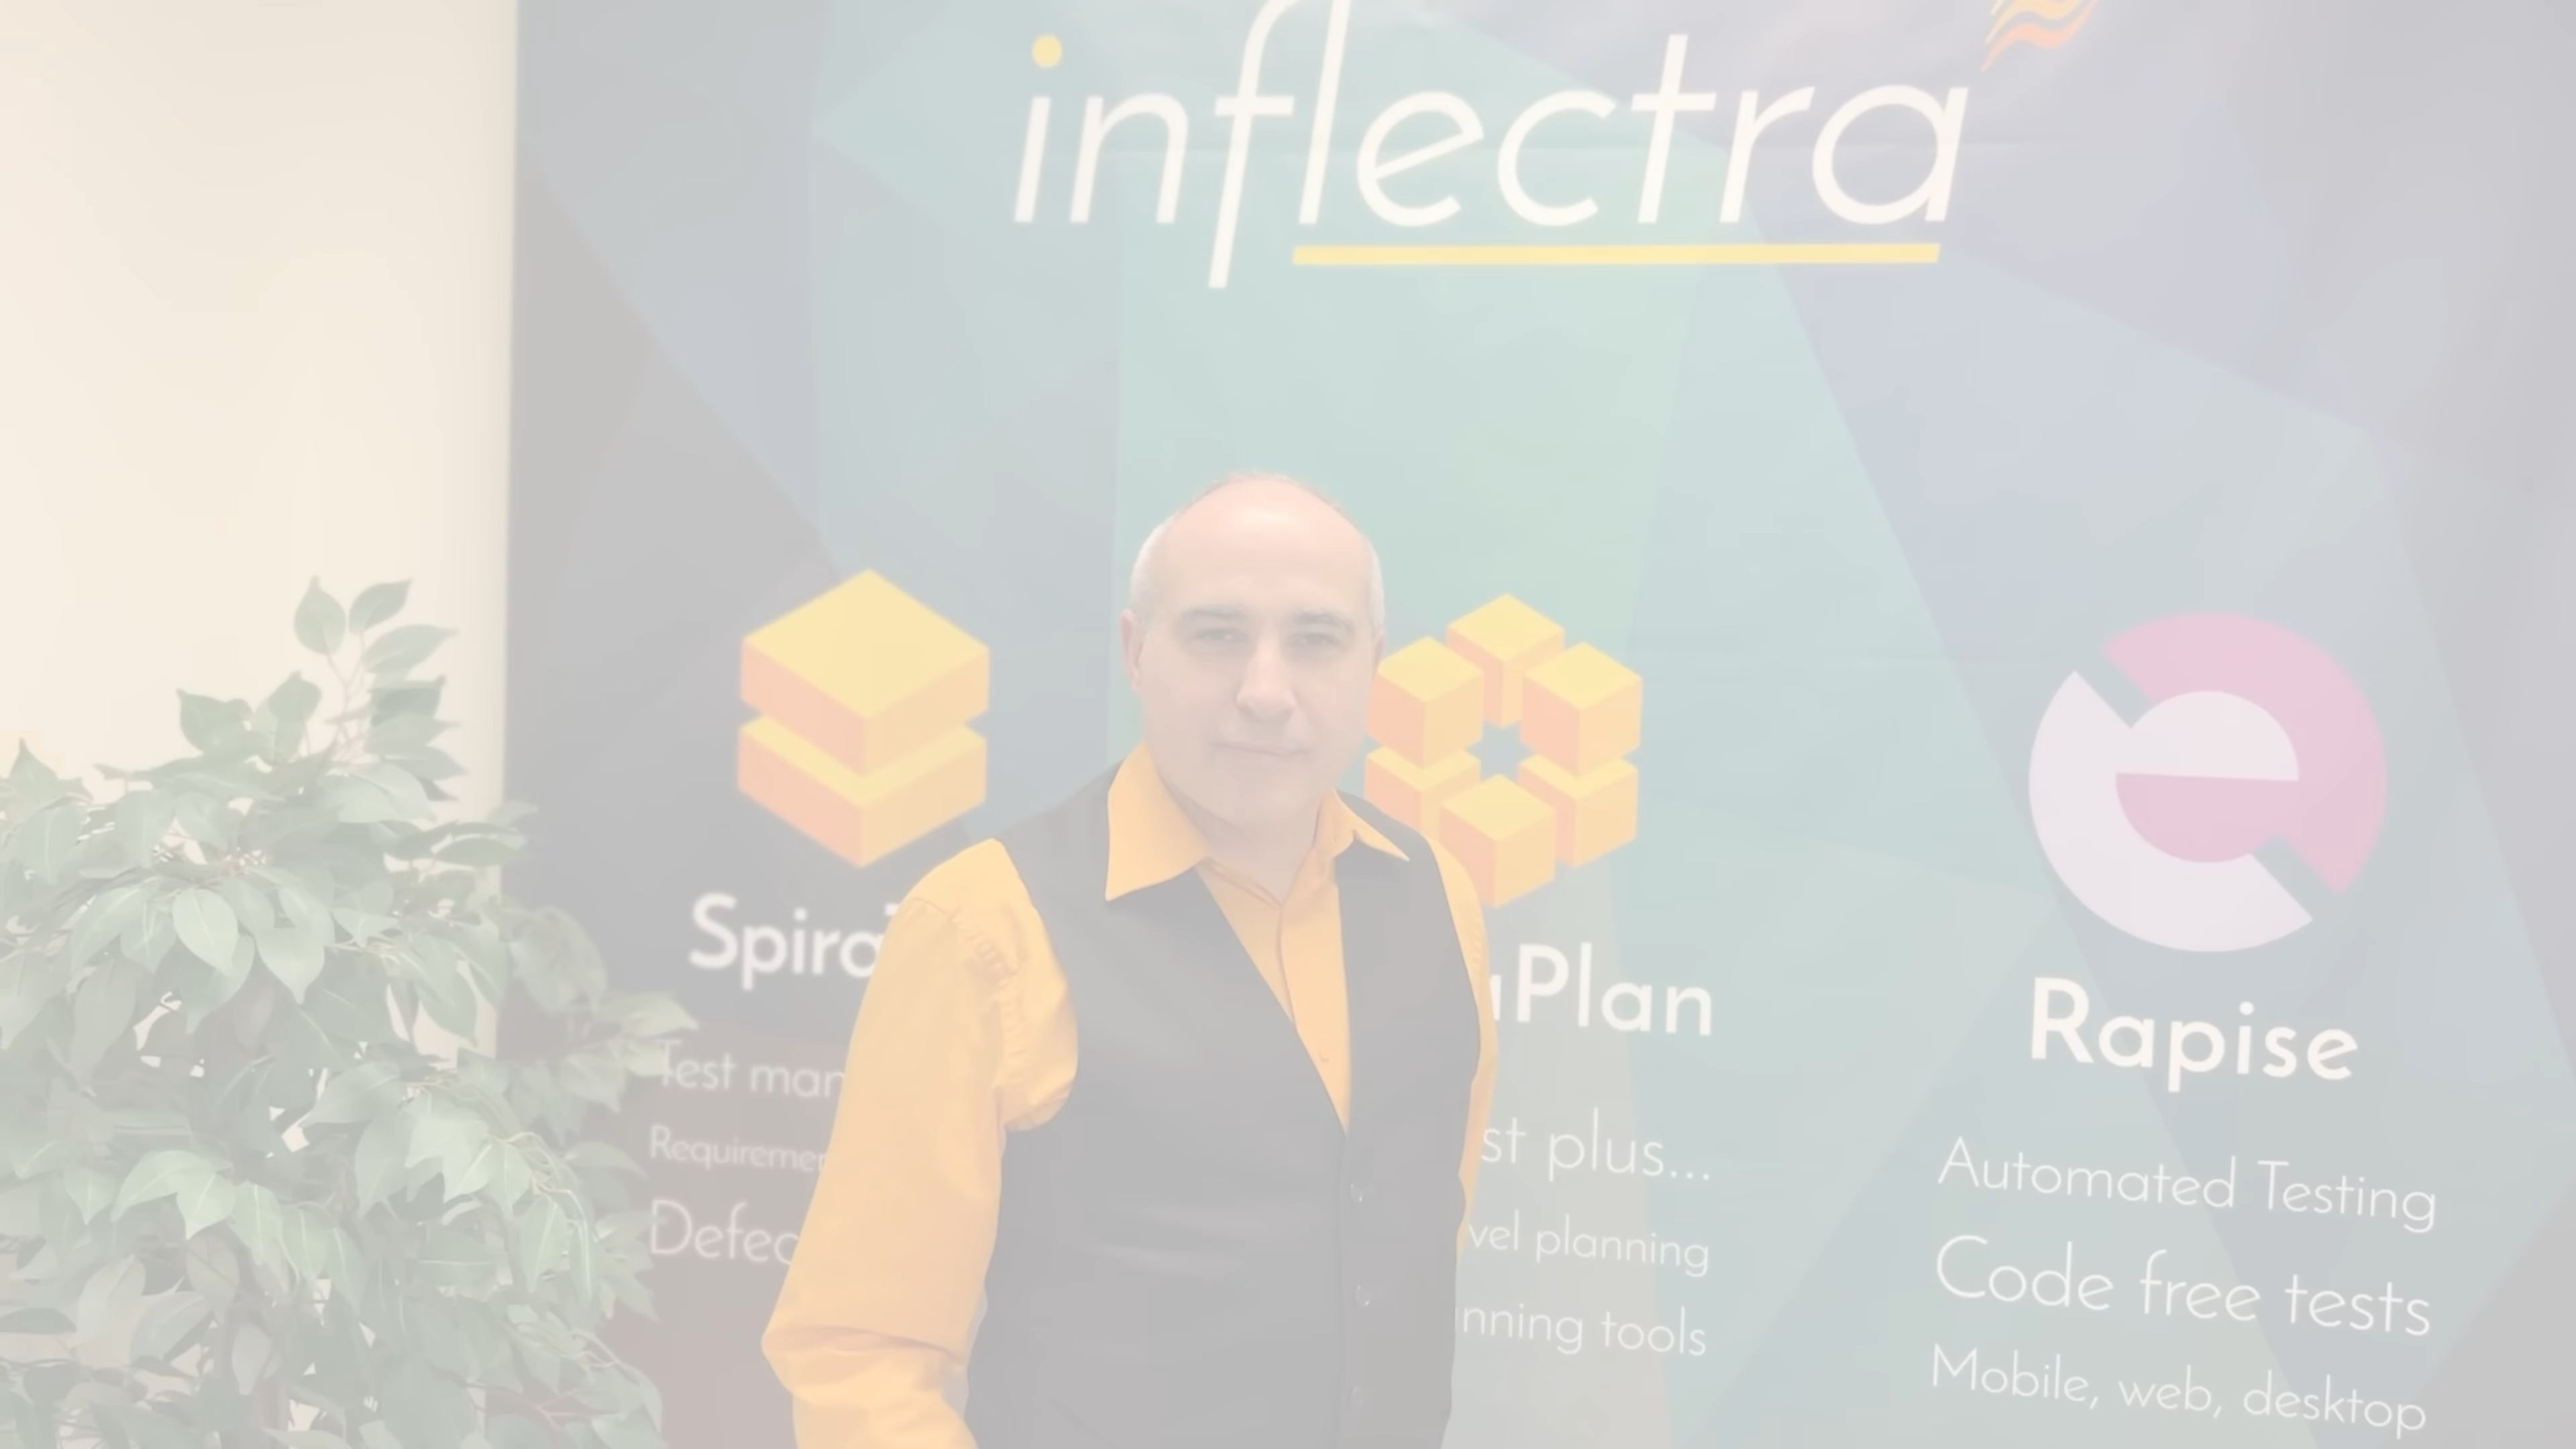 inflectra
Spira
Test man
Requiremen
Defec
Plan
st plus...
vel planning
nning tools
Rapise
Automated Testing
Code free tests
Mobile, web, desktop